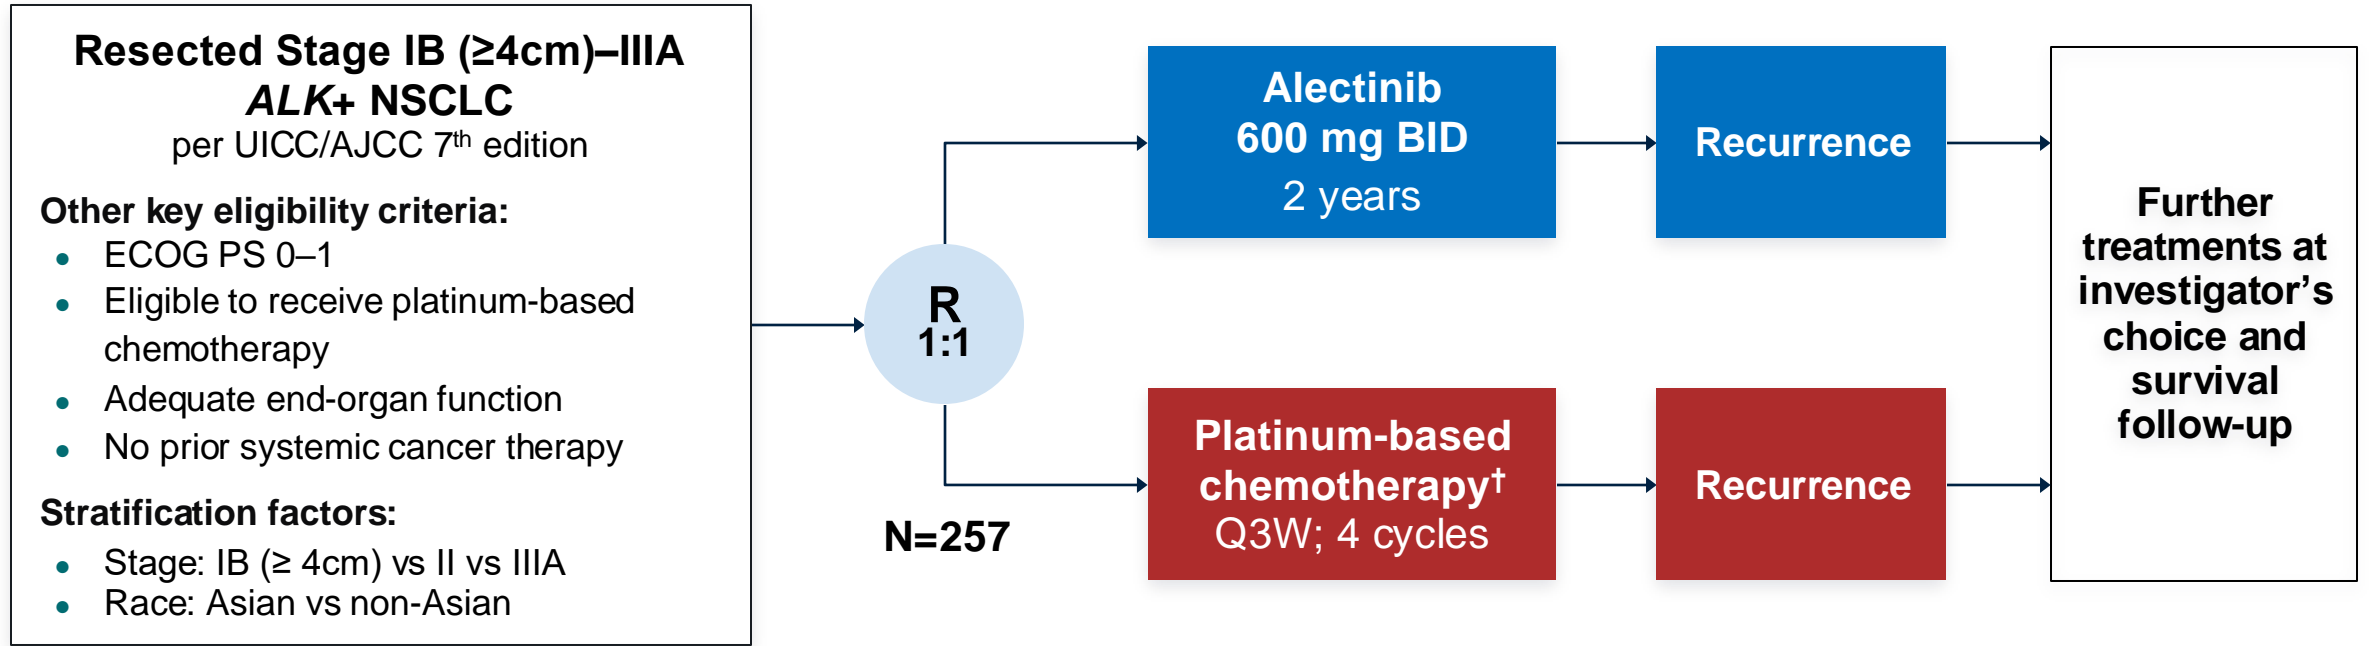 Resected Stage IB (≥4cm)–IIIA
ALK+ NSCLC
per UICC/AJCC 7th edition
Other key eligibility criteria:
• ECOG PS 0–1
• Eligible to receive platinum-based
chemotherapy
• Adequate end-organ function
• No prior systemic cancer therapy
Stratification factors:
• Stage: IB (≥ 4cm) vs II vs IIIA
• Race: Asian vs non-Asian
R
1:1
N=257
Alectinib
600 mg BID
2 years
Recurrence
Platinum-based
chemotherapy†
Q3W; 4 cycles
Recurrence
Further
treatments at
investigator’s
choice and
survival
follow-up